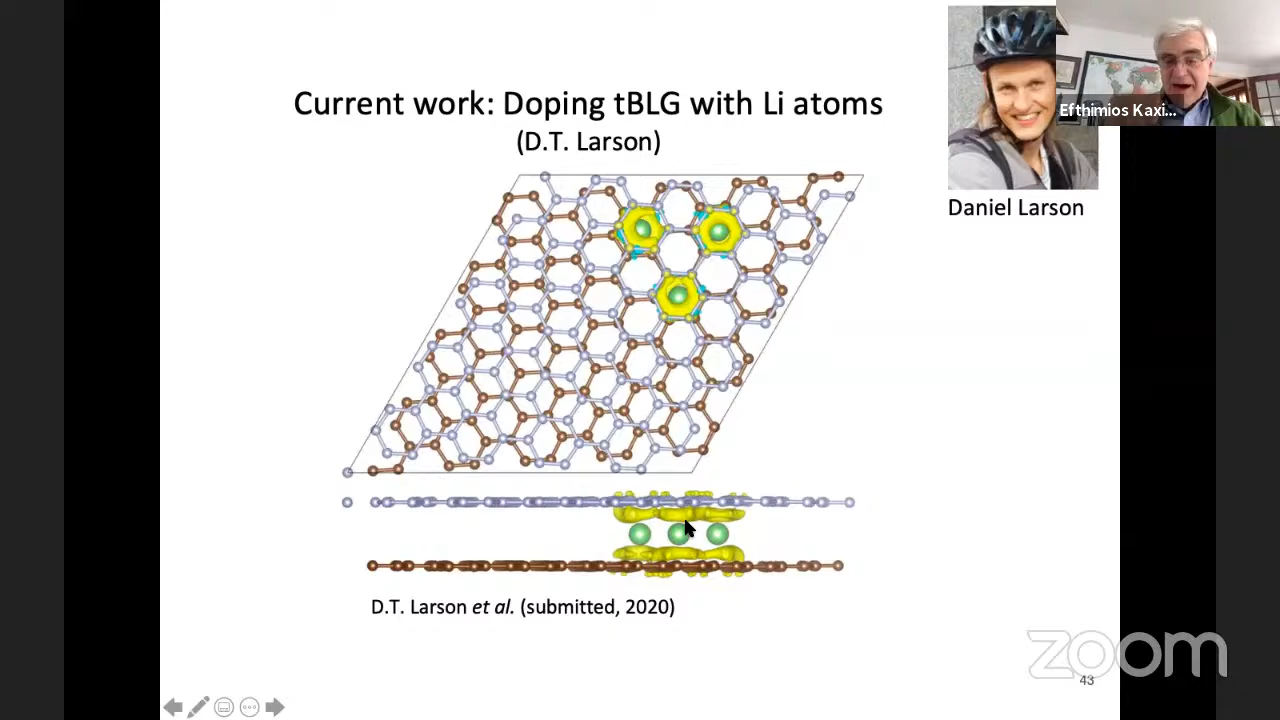 Current work: Doping tBLG with Li atoms
(D.T. Larson)
Efthimios Kaxi...
Daniel Larson
D.T. Larson et al. (submitted, 2020)
zoom
43